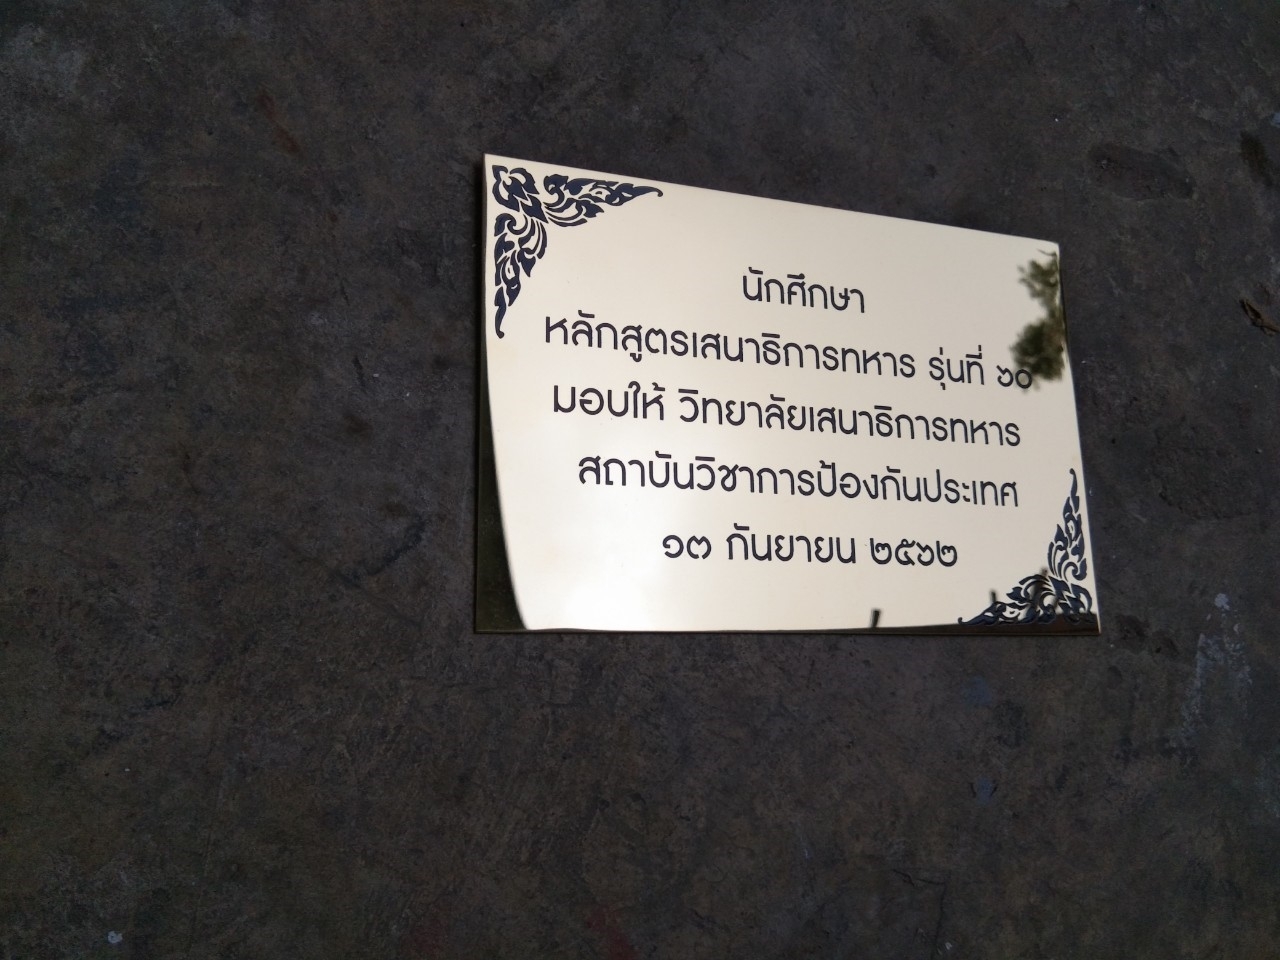 นักศึกษา
หลักสูตรเสนาธิการทหาร รุ่นที่ ๖๐
มอบให้ วิทยาลัยเสนาธิการทหาร
สถาบันวิชาการป้องกันประเทศ
๑๓ กันยายน ๒๕๖๒